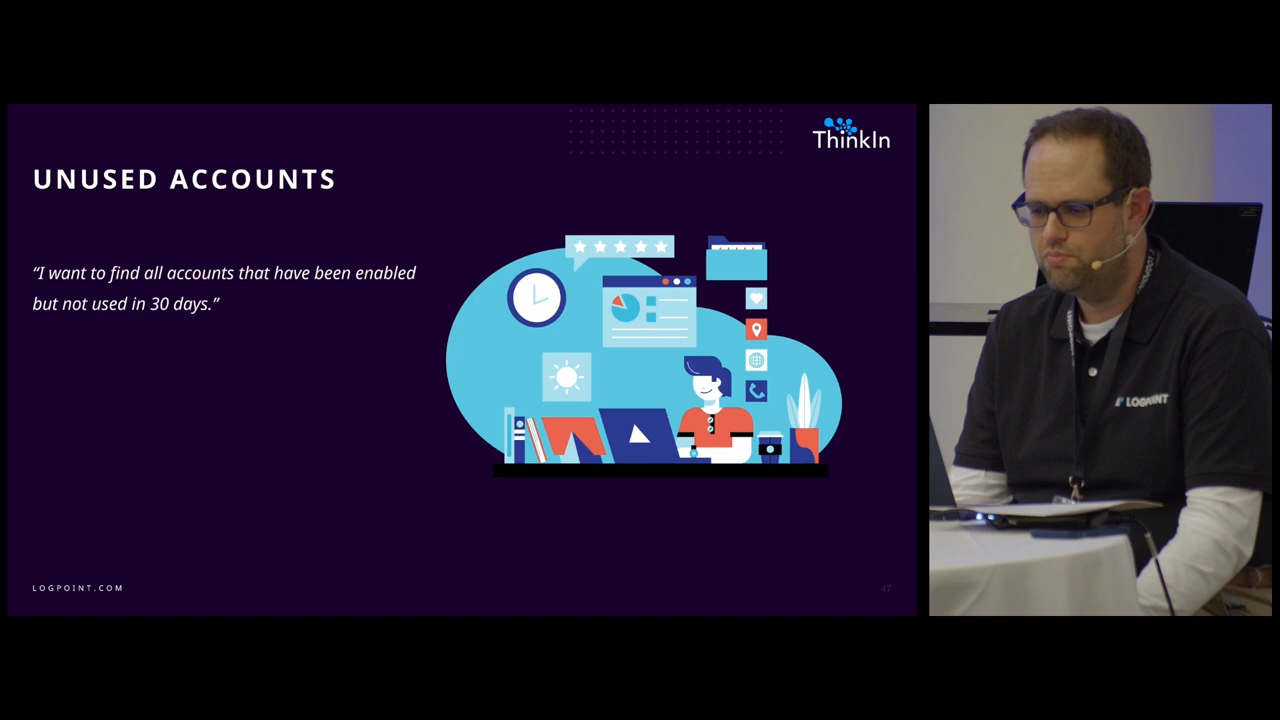 ThinkIn
UNUSED ACCOUNTS
“I want to find all accounts that have been enabled
but not used in 30 days.”
LOGPOINT.COM
47
LOGPOINT